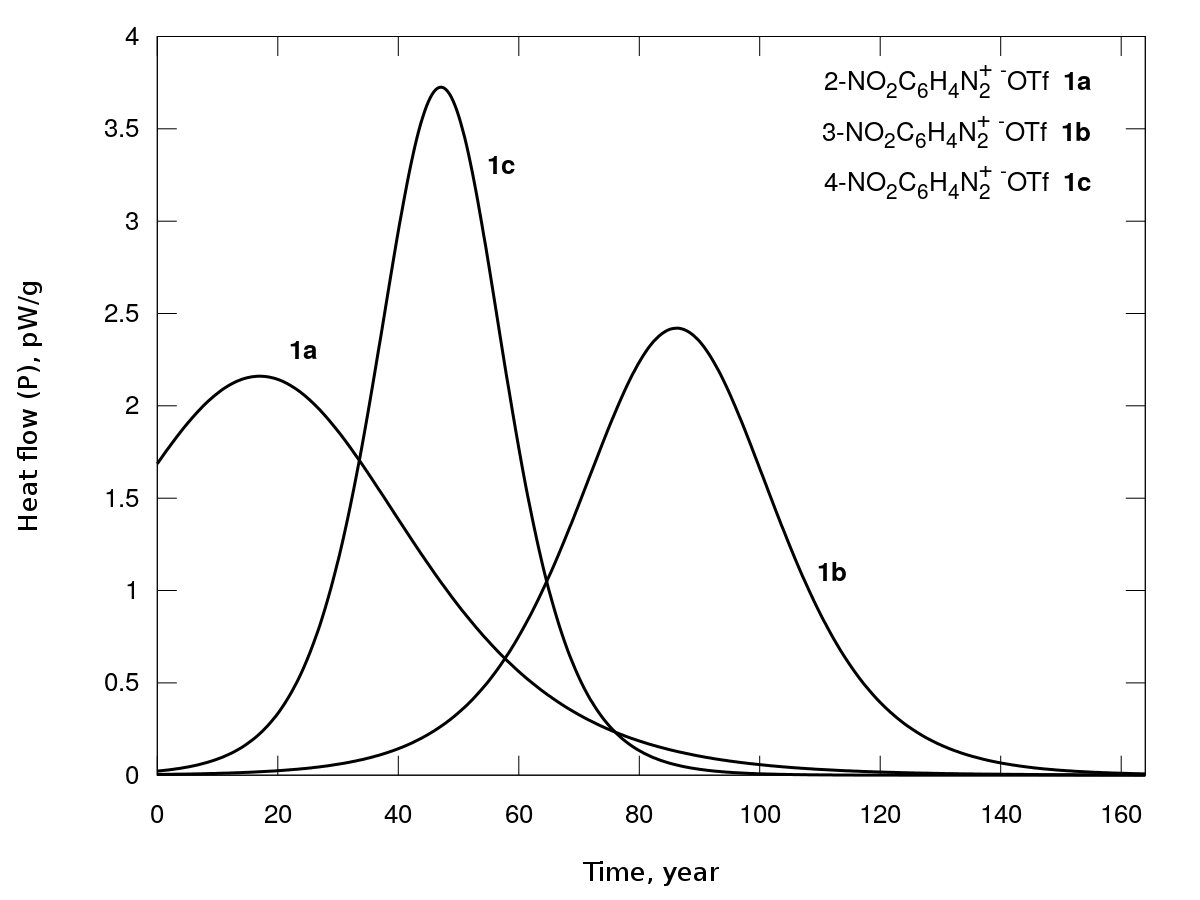 4
3.5
3
2.5
2
1.5
1
0.5
0
Heat flow (P), pW/g
2-NO₂C₆H₄N₂⁺ ⁻OTf 1a
3-NO₂C₆H₄N₂⁺ ⁻OTf 1b
4-NO₂C₆H₄N₂⁺ ⁻OTf 1c
1c
1a
1b
0 20 40 60 80 100 120 140 160
Time, year